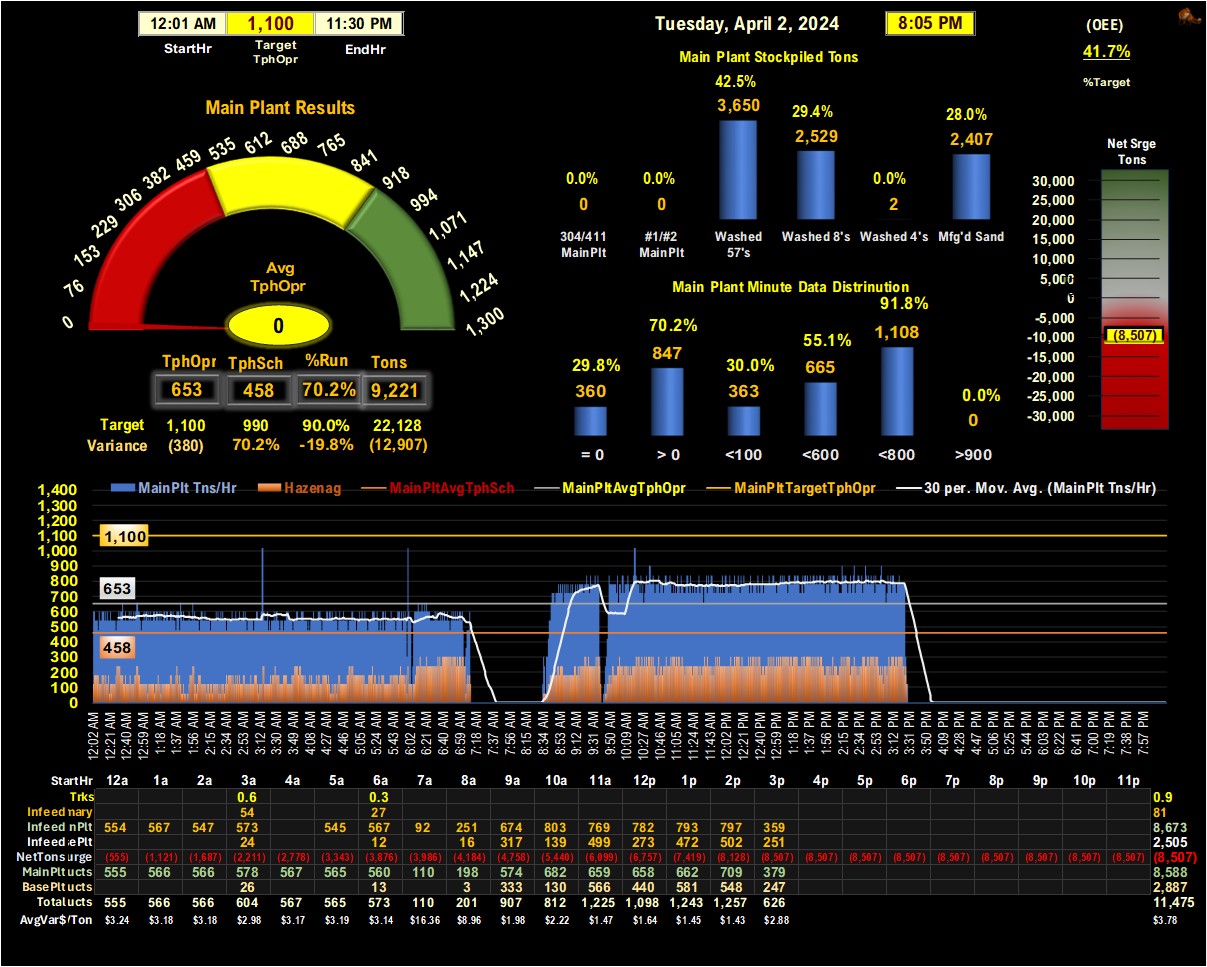 12:01 AM 1,100 11:30 PM
StartHr Target TphOpr EndHr
Tuesday, April 2, 2024 8:05 PM
(OEE)
41.7%
%Target
Main Plant Stockpiled Tons
42.5% 29.4% 28.0%
3,650 2,529 2,407
0.0% 0.0% 0.0%
0 0 2
304/411 MainPlt #1/#2 MainPlt Washed 57's Washed 8's Washed 4's Mfg'd Sand
Main Plant Results
0 76 153 229 306 382 459 535 612 688 765 841 918 994 1,071 1,147 1,224 1,300
Avg
TphOpr
0
TphOpr TphSch %Run Tons
653 458 70.2% 9,221
Target 1,100 990 90.0% 22,128
Variance (380) 70.2% -19.8% (12,907)
Main Plant Minute Data Distrinution
29.8% 70.2% 30.0% 55.1% 91.8% 0.0%
360 847 363 665 1,108 0
= 0 > 0 <100 <600 <800 >900
Net Srge
Tons
30,000
25,000
20,000
15,000
10,000
5,000
0
-5,000
-10,000
(8,507)
-15,000
-20,000
-25,000
-30,000
MainPlt Tns/Hr Hazenag MainPltAvgTphSch MainPltAvgTphOpr MainPltTargetTphOpr 30 per. Mov. Avg. (MainPlt Tns/Hr)
1,400
1,300
1,200
1,100
1,000
900
800
700
600
500
400
300
200
100
0
1,100
653
458
12:02 AM 12:21 AM 12:40 AM 12:59 AM 1:18 AM 1:37 AM 1:56 AM 2:15 AM 2:34 AM 2:53 AM 3:12 AM 3:31 AM 3:49 AM 4:08 AM 4:27 AM 4:46 AM 5:05 AM 5:24 AM 5:43 AM 6:02 AM 6:21 AM 6:40 AM 6:59 AM 7:18 AM 7:37 AM 7:56 AM 8:15 AM 8:34 AM 9:12 AM 9:31 AM 9:50 AM 10:09 AM 10:27 AM 10:46 AM 11:05 AM 11:24 AM 11:43 AM 12:02 PM 12:21 PM 12:40 PM 12:59 PM 1:18 PM 1:37 PM 1:56 PM 2:15 PM 2:34 PM 2:53 PM 3:12 PM 3:31 PM 3:50 PM 4:09 PM 4:28 PM 4:47 PM 5:06 PM 5:25 PM 5:44 PM 6:03 PM 6:22 PM 6:41 PM 7:00 PM 7:19 PM 7:38 PM 7:57 PM
StartHr 12a 1a 2a 3a 4a 5a 6a 7a 8a 9a 10a 11a 12p 1p 2p 3p 4p 5p 6p 7p 8p 9p 10p 11p
Trks 0.6 0.3 0.9
Infeed mary 54 27 81
Infeed nPlt 554 567 547 573 545 567 92 251 674 803 769 782 793 797 359 8,673
Infeed ePlt 24 12 16 317 139 499 273 472 502 251 2,505
NetTons urge (555) (1,121) (1,687) (2,211) (2,778) (3,343) (3,876) (3,986) (4,184) (4,758) (5,440) (6,099) (6,757) (7,419) (8,128) (8,507) (8,507) (8,507) (8,507) (8,507) (8,507) (8,507) (8,507) (8,507) (8,507)
MainPlt ucts 555 566 566 578 567 565 560 110 198 574 682 659 658 662 709 379 8,588
BasePlt ucts 26 13 3 333 130 566 440 581 548 247 2,887
Total ucts 555 566 566 604 567 565 573 110 201 907 812 1,225 1,098 1,243 1,257 626 11,475
AvgVar$/Ton $3.24 $3.18 $3.18 $2.98 $3.17 $3.19 $3.14 $16.36 $8.96 $1.98 $2.22 $1.47 $1.64 $1.45 $1.43 $2.88 $3.78